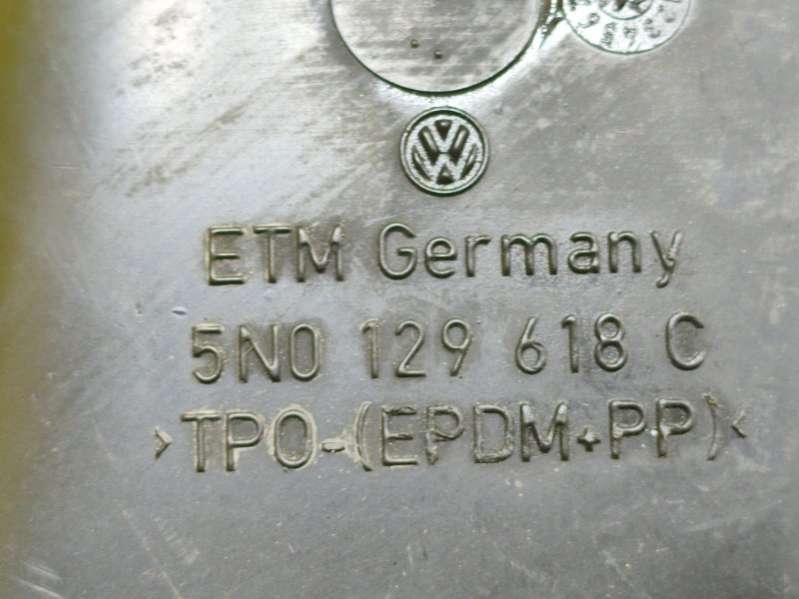 ETM Germany
5N0 129 618 C
>TPO-(EPDM+PP)<